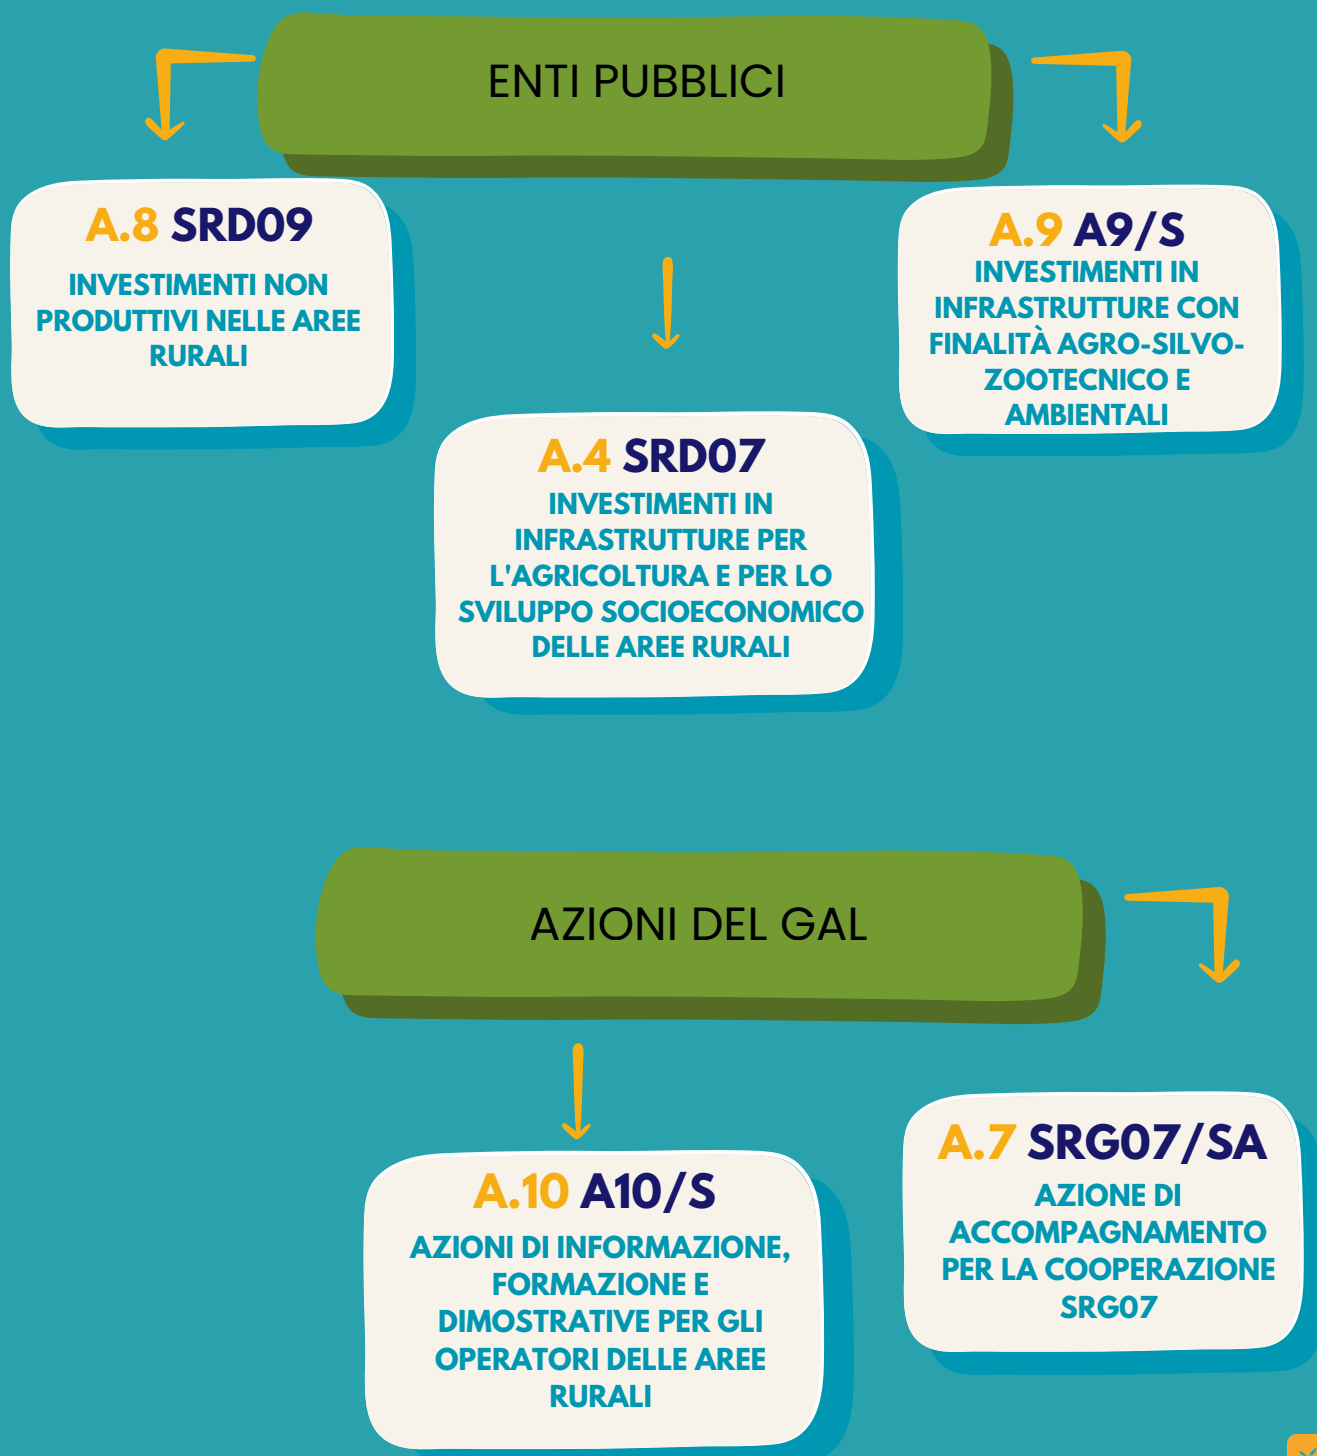 ENTI PUBBLICI
A.8 SRD09
INVESTIMENTI NON
PRODUTTIVI NELLE AREE
RURALI
A.4 SRD07
INVESTIMENTI IN
INFRASTRUTTURE PER
L'AGRICOLTURA E PER LO
SVILUPPO SOCIOECONOMICO
DELLE AREE RURALI
A.9 A9/S
INVESTIMENTI IN
INFRASTRUTTURE CON
FINALITÀ AGRO-SILVO-
ZOOTECNICO E
AMBIENTALI
AZIONI DEL GAL
A.10 A10/S
AZIONI DI INFORMAZIONE,
FORMAZIONE E
DIMOSTRATIVE PER GLI
OPERATORI DELLE AREE
RURALI
A.7 SRG07/SA
AZIONE DI
ACCOMPAGNAMENTO
PER LA COOPERAZIONE
SRG07